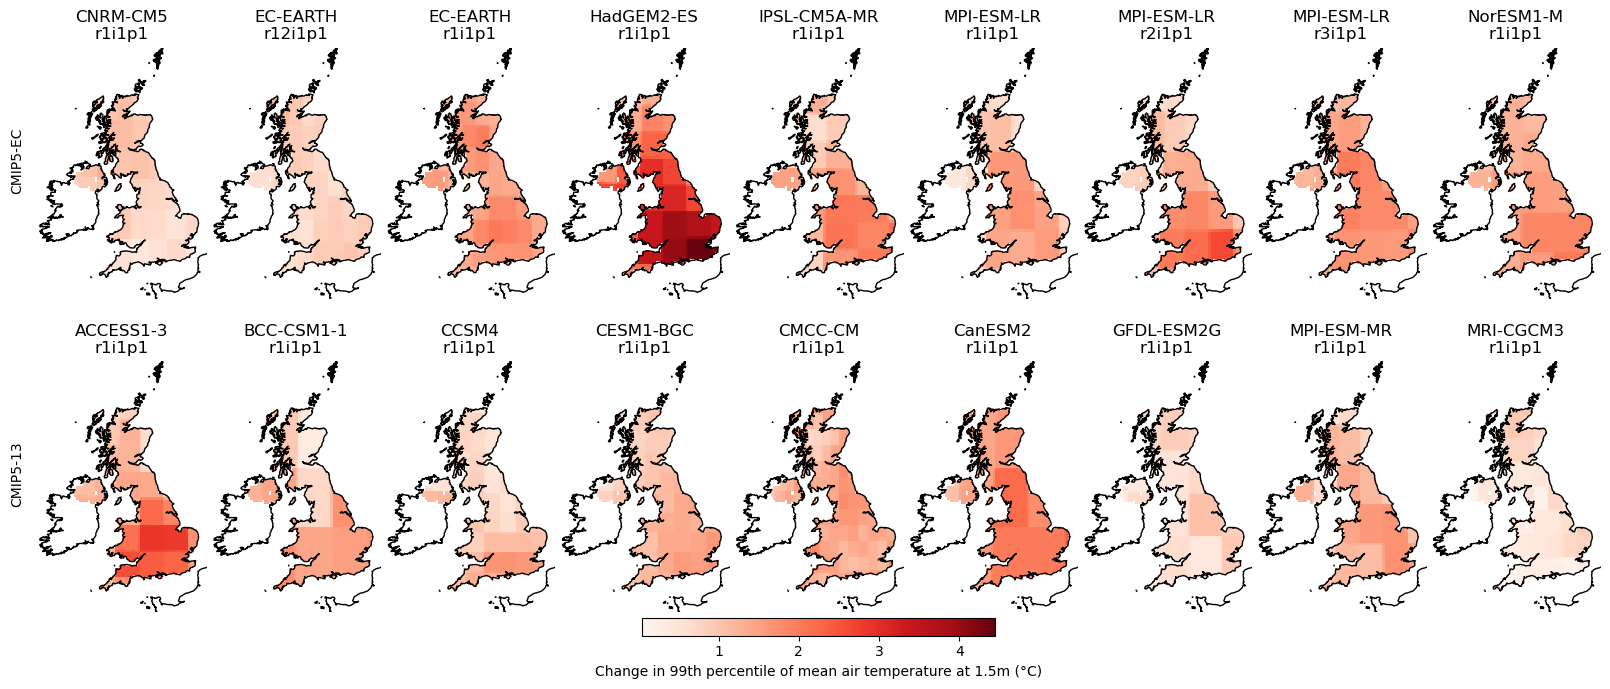 CNRM-CM5
r1i1p1
EC-EARTH
r12i1p1
EC-EARTH
r1i1p1
HadGEM2-ES
r1i1p1
IPSL-CM5A-MR
r1i1p1
MPI-ESM-LR
r1i1p1
MPI-ESM-LR
r2i1p1
MPI-ESM-LR
r3i1p1
NorESM1-M
r1i1p1
CMIP5-EC
ACCESS1-3
r1i1p1
BCC-CSM1-1
r1i1p1
CCSM4
r1i1p1
CESM1-BGC
r1i1p1
CMCC-CM
r1i1p1
CanESM2
r1i1p1
GFDL-ESM2G
r1i1p1
MPI-ESM-MR
r1i1p1
MRI-CGCM3
r1i1p1
CMIP5-13
1 2 3 4
Change in 99th percentile of mean air temperature at 1.5m (°C)